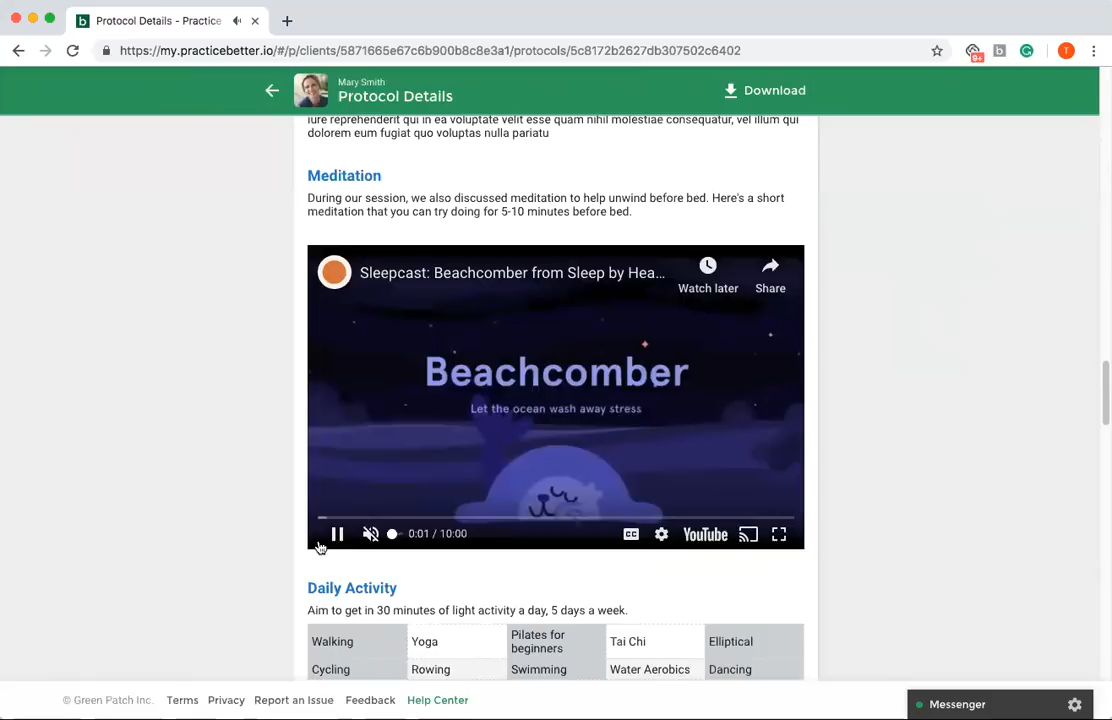 Protocol Details - Practice
https://my.practicebetter.io/#/p/clients/5871665e67c6b900b8c8e3a1/protocols/5c8172b2627db307502c6402
9+
b
T
Mary Smith
Protocol Details
Download
iure reprehenderit qui in ea voluptate velit esse quam nihil molestiae consequatur, vel illum qui
dolorem eum fugiat quo voluptas nulla pariatu
Meditation
During our session, we also discussed meditation to help unwind before bed. Here's a short
meditation that you can try doing for 5-10 minutes before bed.
Sleepcast: Beachcomber from Sleep by Hea...
Watch later
Share
Beachcomber
Let the ocean wash away stress
0:01 / 10:00
CC
YouTube
Daily Activity
Aim to get in 30 minutes of light activity a day, 5 days a week.
Walking
Yoga
Pilates for
beginners
Tai Chi
Elliptical
Cycling
Rowing
Swimming
Water Aerobics
Dancing
© Green Patch Inc.
Terms
Privacy
Report an Issue
Feedback
Help Center
Messenger